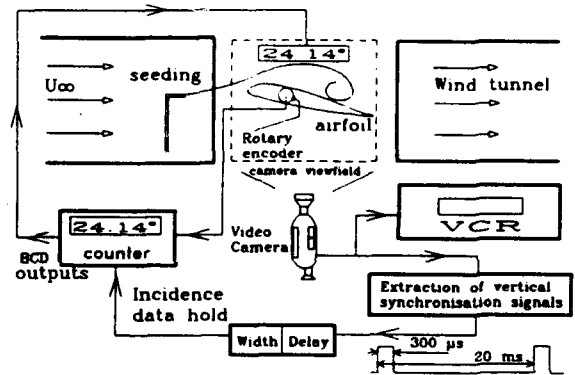 24.14°
U∞
seeding
airfoil
Rotary
encoder
camera viewfield
Wind tunnel
24.14°
counter
BCD
outputs
Video
Camera
VCR
Extraction of vertical
synchronisation signals
Incidence
data hold
Width Delay
300 μs
20 ms